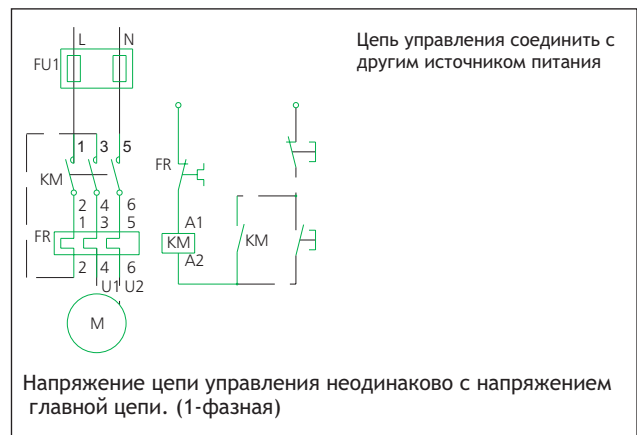 L N
Цепь управления соединить с
другим источником питания
FU1
1 3 5
FR
KM
2 4 6
1 3 5
A1
FR
KM
KM
A2
2 4 6
U1 U2
M
Напряжение цепи управления неодинаково с напряжением
главной цепи. (1-фазная)